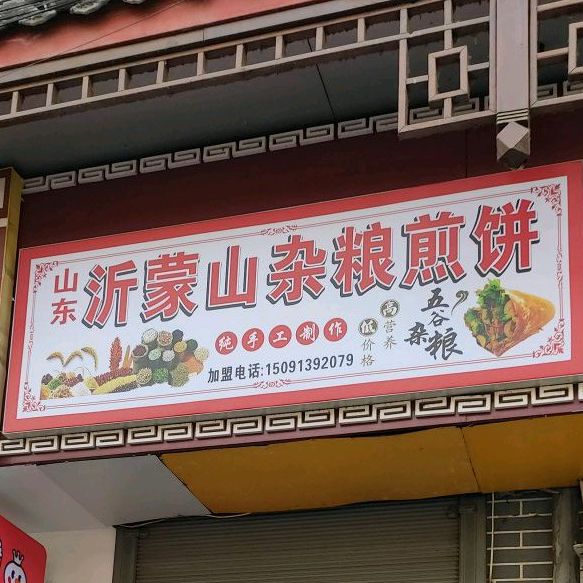 山东
沂蒙山杂粮煎饼
纯手工制作
加盟电话:15091392079
高营养
低价格
五谷
杂粮